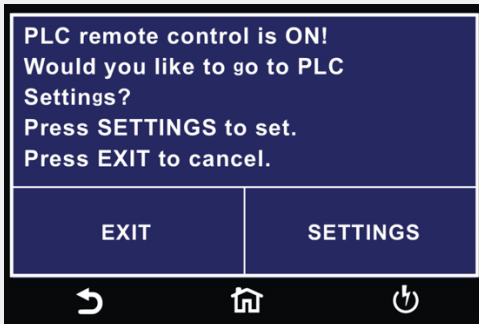 PLC remote control is ON!
Would you like to go to PLC
Settings?
Press SETTINGS to set.
Press EXIT to cancel.
EXIT
SETTINGS